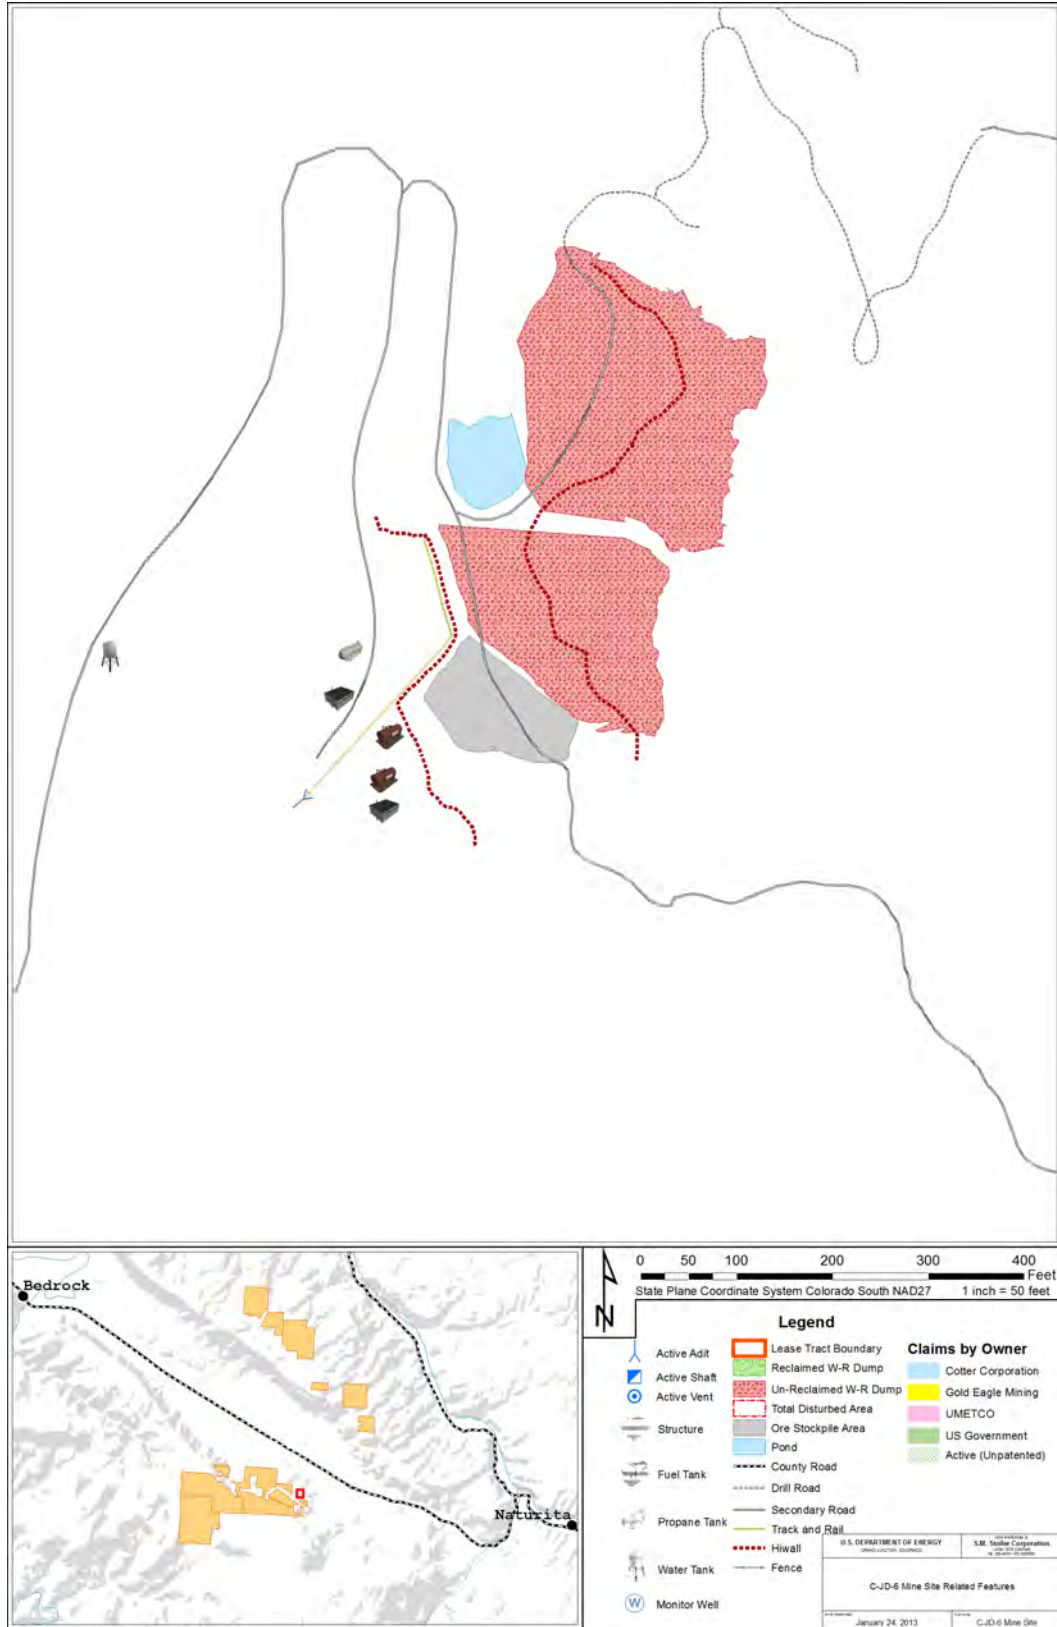 Bedrock
Naturita
N
0 50 100 200 300 400
Feet
State Plane Coordinate System Colorado South NAD27 1 inch = 50 feet
Legend
Active Adit
Active Shaft
Active Vent
Structure
Fuel Tank
Propane Tank
Water Tank
W Monitor Well
Lease Tract Boundary
Reclaimed W-R Dump
Un-Reclaimed W-R Dump
Total Disturbed Area
Ore Stockpile Area
Pond
County Road
Drill Road
Secondary Road
Track and Rail
Hiwall
Fence
Claims by Owner
Cotter Corporation
Gold Eagle Mining
UMETCO
US Government
Active (Unpatented)
U.S. DEPARTMENT OF ENERGY
GRAND JUNCTION, COLORADO
S.M. Stoller Corporation
C-JD-6 Mine Site Related Features
January 24, 2013
C-JD-6 Mine Site